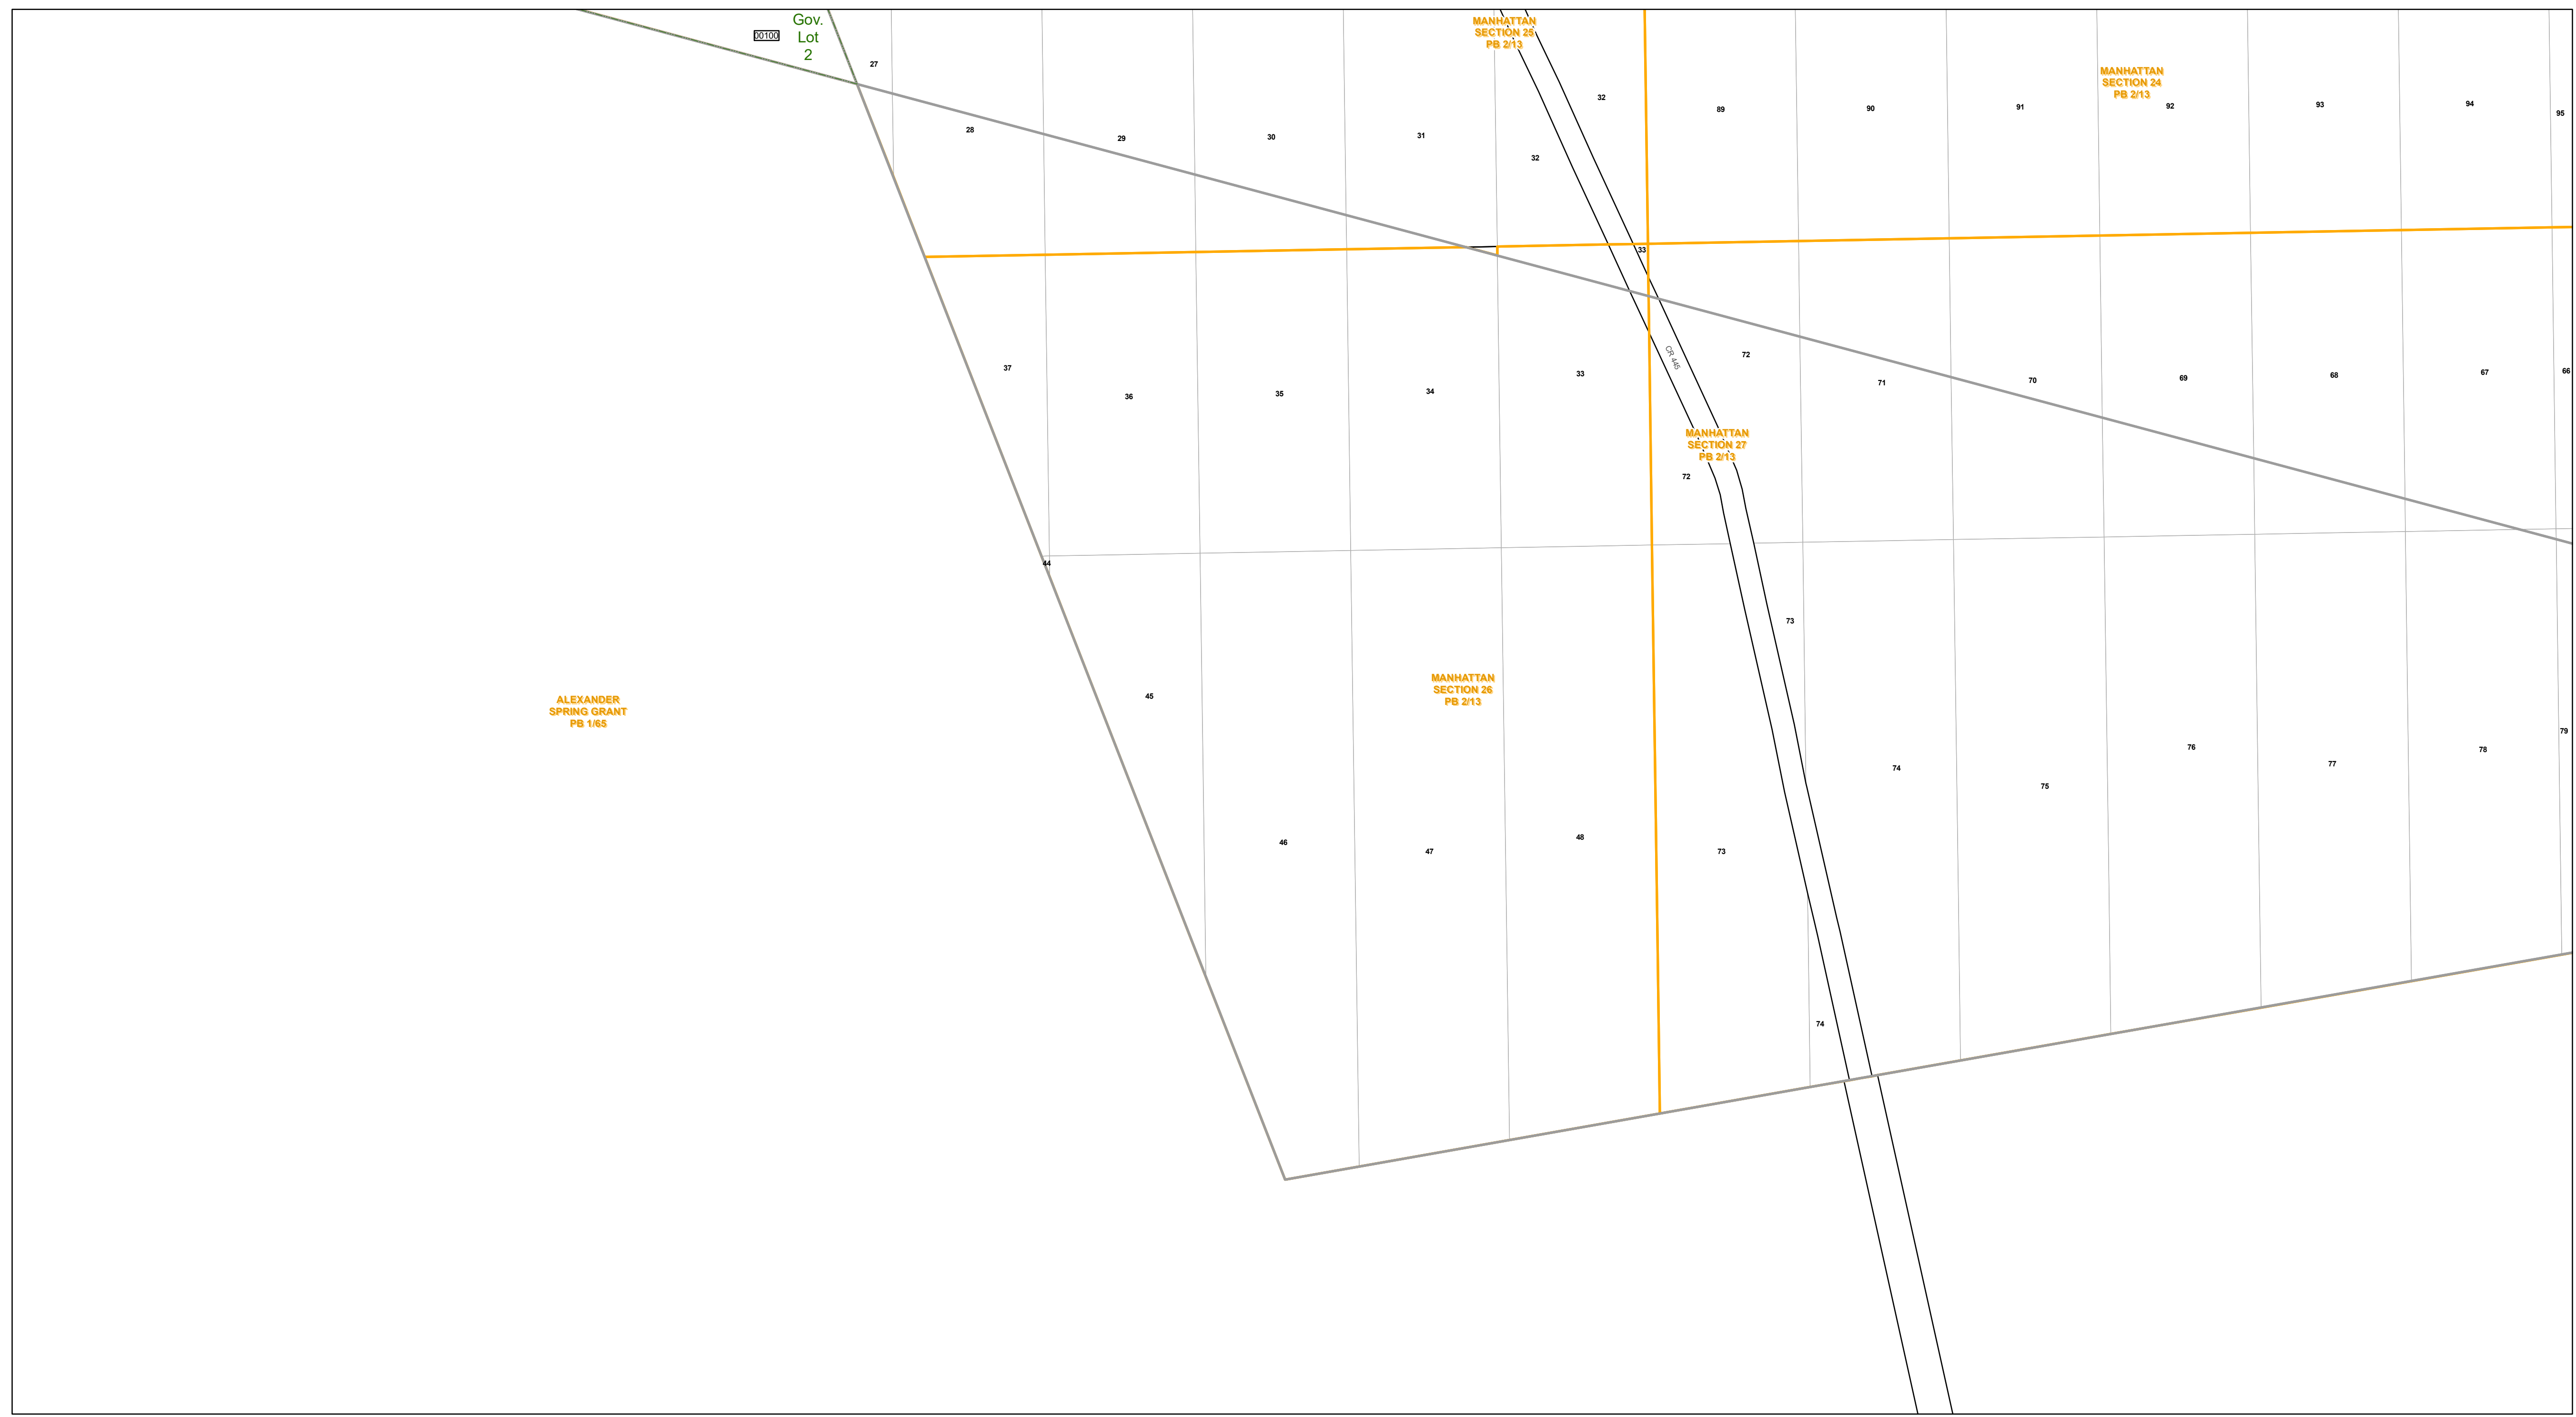 Gov.
Lot
2
00100
MANHATTAN
SECTION 25
PB 2/13
MANHATTAN
SECTION 24
PB 2/13
27
28
29
30
31
32
32
89
90
91
92
93
94
95
33
CR 445
37
36
35
34
33
72
71
70
69
68
67
66
MANHATTAN
SECTION 27
PB 2/13
72
44
73
ALEXANDER
SPRING GRANT
PB 1/65
45
MANHATTAN
SECTION 26
PB 2/13
46
47
48
73
74
75
76
77
78
79
74